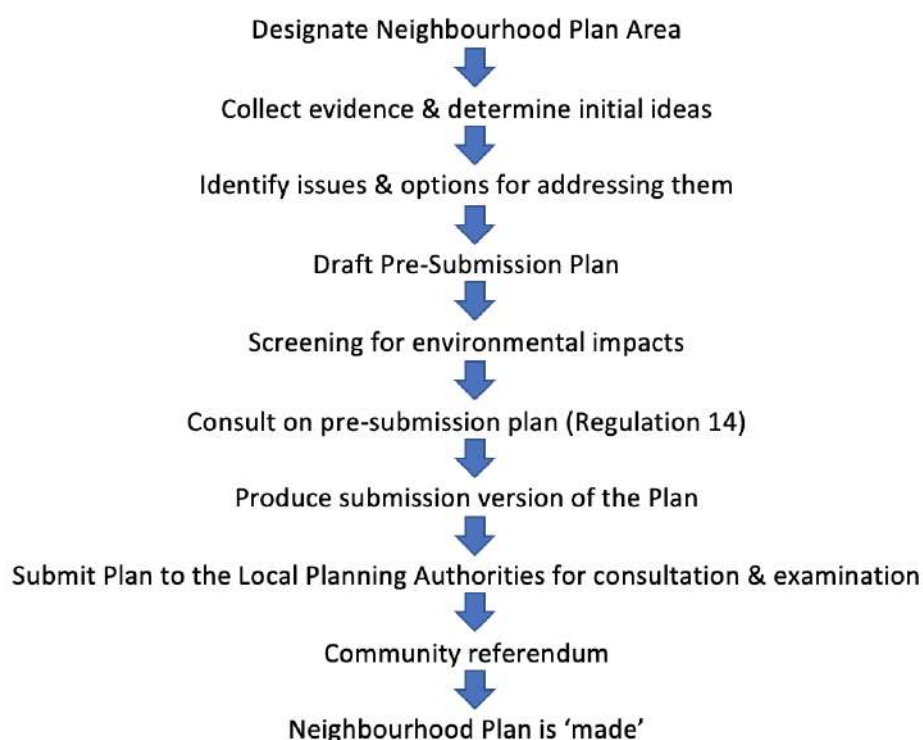 Designate Neighbourhood Plan Area
Collect evidence & determine initial ideas
Identify issues & options for addressing them
Draft Pre-Submission Plan
Screening for environmental impacts
Consult on pre-submission plan (Regulation 14)
Produce submission version of the Plan
Submit Plan to the Local Planning Authorities for consultation & examination
Community referendum
Neighbourhood Plan is ‘made’